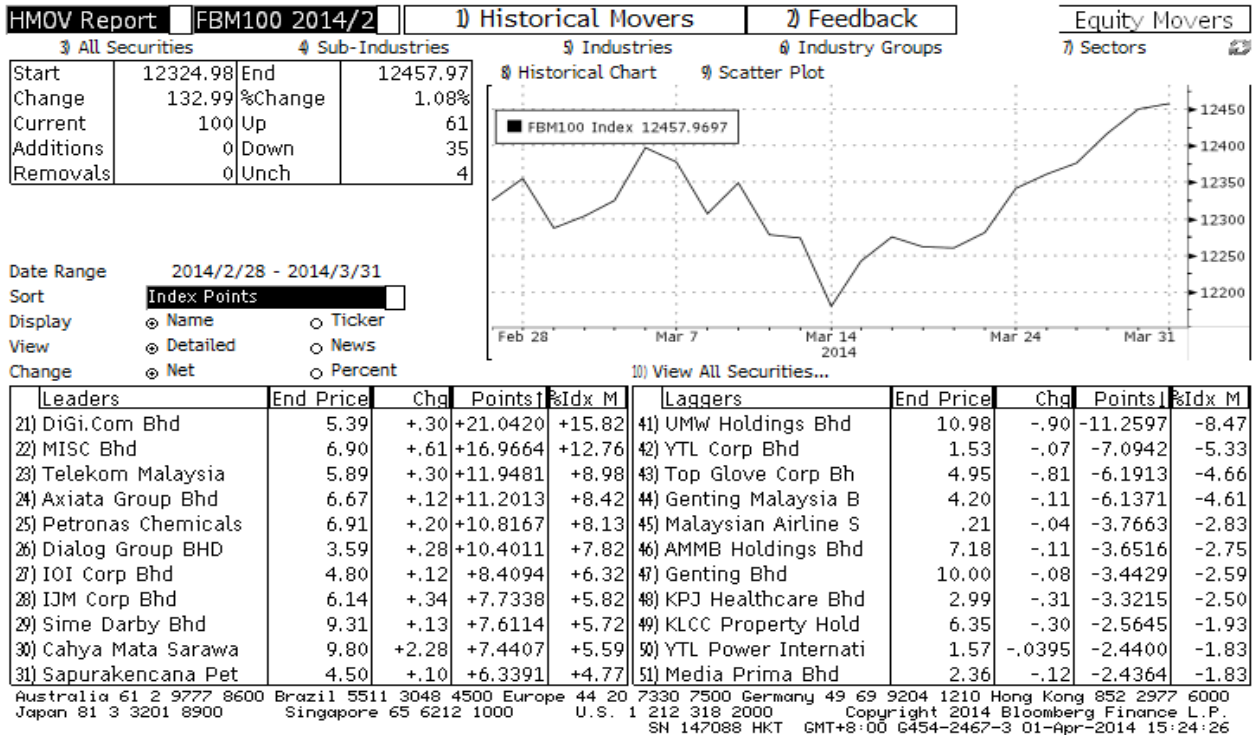 HMOV Report FBM100 2014/2 1) Historical Movers 2) Feedback Equity Movers
3) All Securities 4) Sub-Industries 5) Industries 6) Industry Groups 7) Sectors
Start 12324.98 End 12457.97
Change 132.99 %Change 1.08%
Current 100 Up 61
Additions 0 Down 35
Removals 0 Unch 4
8) Historical Chart 9) Scatter Plot
FBM100 Index 12457.9697
12450
12400
12350
12300
12250
12200
Feb 28 Mar 7 Mar 14 Mar 24 Mar 31
2014
Date Range 2014/2/28 - 2014/3/31
Sort Index Points
Display Name Ticker
View Detailed News
Change Net Percent
10) View All Securities...
Leaders End Price Chg Points↑ %Idx M Laggers End Price Chg Points↓ %Idx M
21) DiGi.Com Bhd 5.39 +.30 +21.0420 +15.82 41) UMW Holdings Bhd 10.98 -.90 -11.2597 -8.47
22) MISC Bhd 6.90 +.61 +16.9664 +12.76 42) YTL Corp Bhd 1.53 -.07 -7.0942 -5.33
23) Telekom Malaysia 5.89 +.30 +11.9481 +8.98 43) Top Glove Corp Bh 4.95 -.81 -6.1913 -4.66
24) Axiata Group Bhd 6.67 +.12 +11.2013 +8.42 44) Genting Malaysia B 4.20 -.11 -6.1371 -4.61
25) Petronas Chemicals 6.91 +.20 +10.8167 +8.13 45) Malaysian Airline S .21 -.04 -3.7663 -2.83
26) Dialog Group BHD 3.59 +.28 +10.4011 +7.82 46) AMMB Holdings Bhd 7.18 -.11 -3.6516 -2.75
27) IOI Corp Bhd 4.80 +.12 +8.4094 +6.32 47) Genting Bhd 10.00 -.08 -3.4429 -2.59
28) IJM Corp Bhd 6.14 +.34 +7.7338 +5.82 48) KPJ Healthcare Bhd 2.99 -.31 -3.3215 -2.50
29) Sime Darby Bhd 9.31 +.13 +7.6114 +5.72 49) KLCC Property Hold 6.35 -.30 -2.5645 -1.93
30) Cahya Mata Sarawa 9.80 +2.28 +7.4407 +5.59 50) YTL Power Internati 1.57 -.0395 -2.4400 -1.83
31) Sapurakencana Pet 4.50 +.10 +6.3391 +4.77 51) Media Prima Bhd 2.36 -.12 -2.4364 -1.83
Australia 61 2 9777 8600 Brazil 5511 3048 4500 Europe 44 20 7330 7500 Germany 49 69 9204 1210 Hong Kong 852 2977 6000
Japan 81 3 3201 8900 Singapore 65 6212 1000 U.S. 1 212 318 2000 Copyright 2014 Bloomberg Finance L.P.
SN 147088 HKT GMT+8:00 G454-2467-3 01-Apr-2014 15:24:26